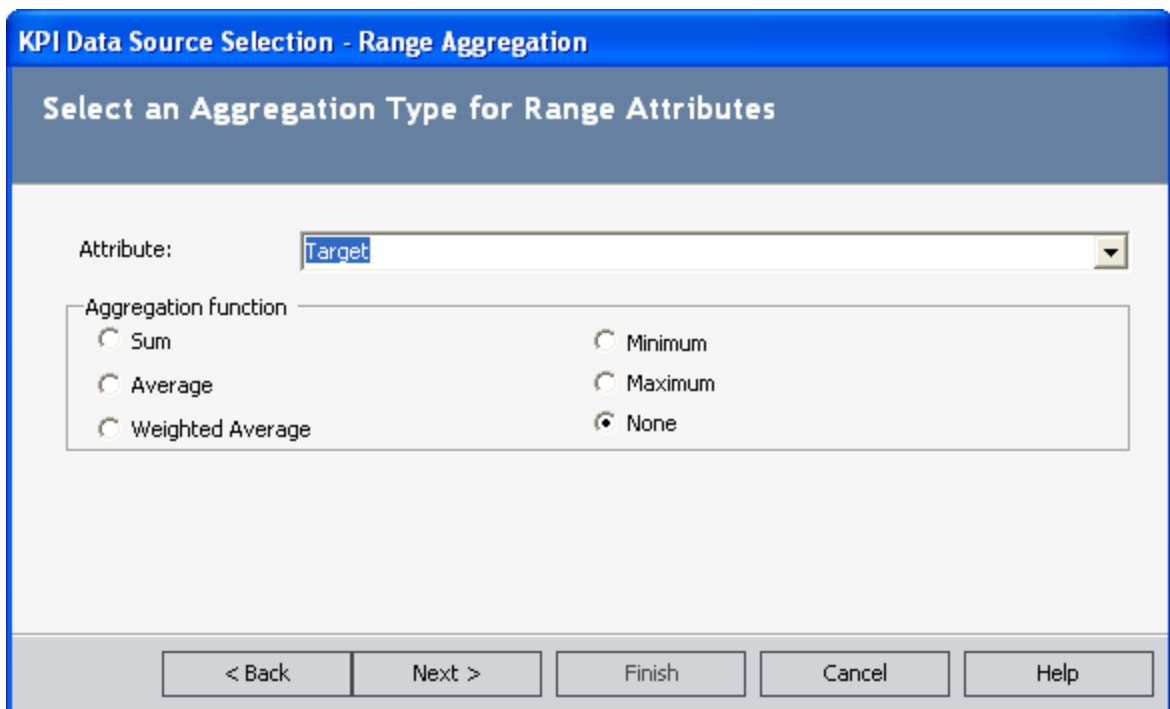 KPI Data Source Selection - Range Aggregation
Select an Aggregation Type for Range Attributes
Attribute: Target
Aggregation function
Sum
Minimum
Average
Maximum
Weighted Average
None
< Back Next > Finish Cancel Help